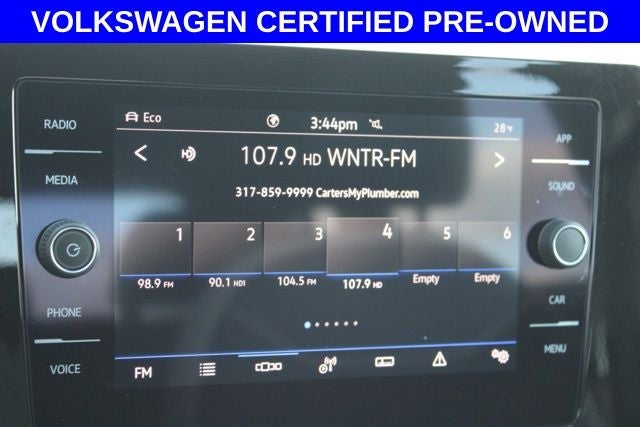 VOLKSWAGEN CERTIFIED PRE-OWNED
RADIO
MEDIA
PHONE
VOICE
Eco
3:44pm
28°F
< HD 107.9 HD WNTR-FM >
317-859-9999 CartersMyPlumber.com
1 2 3 4 5 6
98.9 FM 90.1 HD1 104.5 FM 107.9 HD Empty Empty
FM
APP
SOUND
CAR
MENU